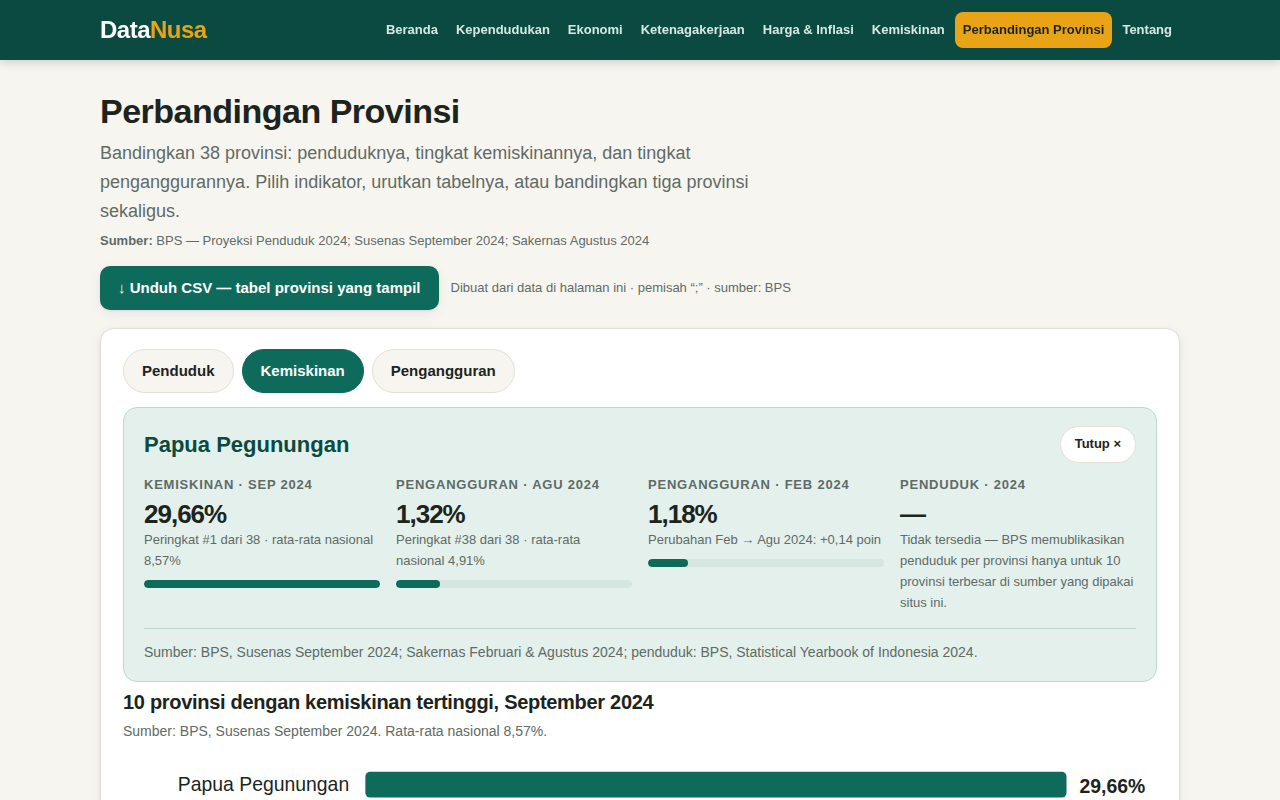 DataNusa
Beranda Kependudukan Ekonomi Ketenagakerjaan Harga & Inflasi Kemiskinan Perbandingan Provinsi Tentang
Perbandingan Provinsi
Bandingkan 38 provinsi: penduduknya, tingkat kemiskinannya, dan tingkat
penganggurannya. Pilih indikator, urutkan tabelnya, atau bandingkan tiga provinsi
sekaligus.
Sumber: BPS — Proyeksi Penduduk 2024; Susenas September 2024; Sakernas Agustus 2024
↓ Unduh CSV — tabel provinsi yang tampil
Dibuat dari data di halaman ini · pemisah “;” · sumber: BPS
Penduduk
Kemiskinan
Pengangguran
Papua Pegunungan
Tutup ×
KEMISKINAN · SEP 2024
29,66%
Peringkat #1 dari 38 · rata-rata nasional
8,57%
PENGANGGURAN · AGU 2024
1,32%
Peringkat #38 dari 38 · rata-rata
nasional 4,91%
PENGANGGURAN · FEB 2024
1,18%
Perubahan Feb → Agu 2024: +0,14 poin
PENDUDUK · 2024
—
Tidak tersedia — BPS memublikasikan
penduduk per provinsi hanya untuk 10
provinsi terbesar di sumber yang dipakai
situs ini.
Sumber: BPS, Susenas September 2024; Sakernas Februari & Agustus 2024; penduduk: BPS, Statistical Yearbook of Indonesia 2024.
10 provinsi dengan kemiskinan tertinggi, September 2024
Sumber: BPS, Susenas September 2024. Rata-rata nasional 8,57%.
Papua Pegunungan
29,66%